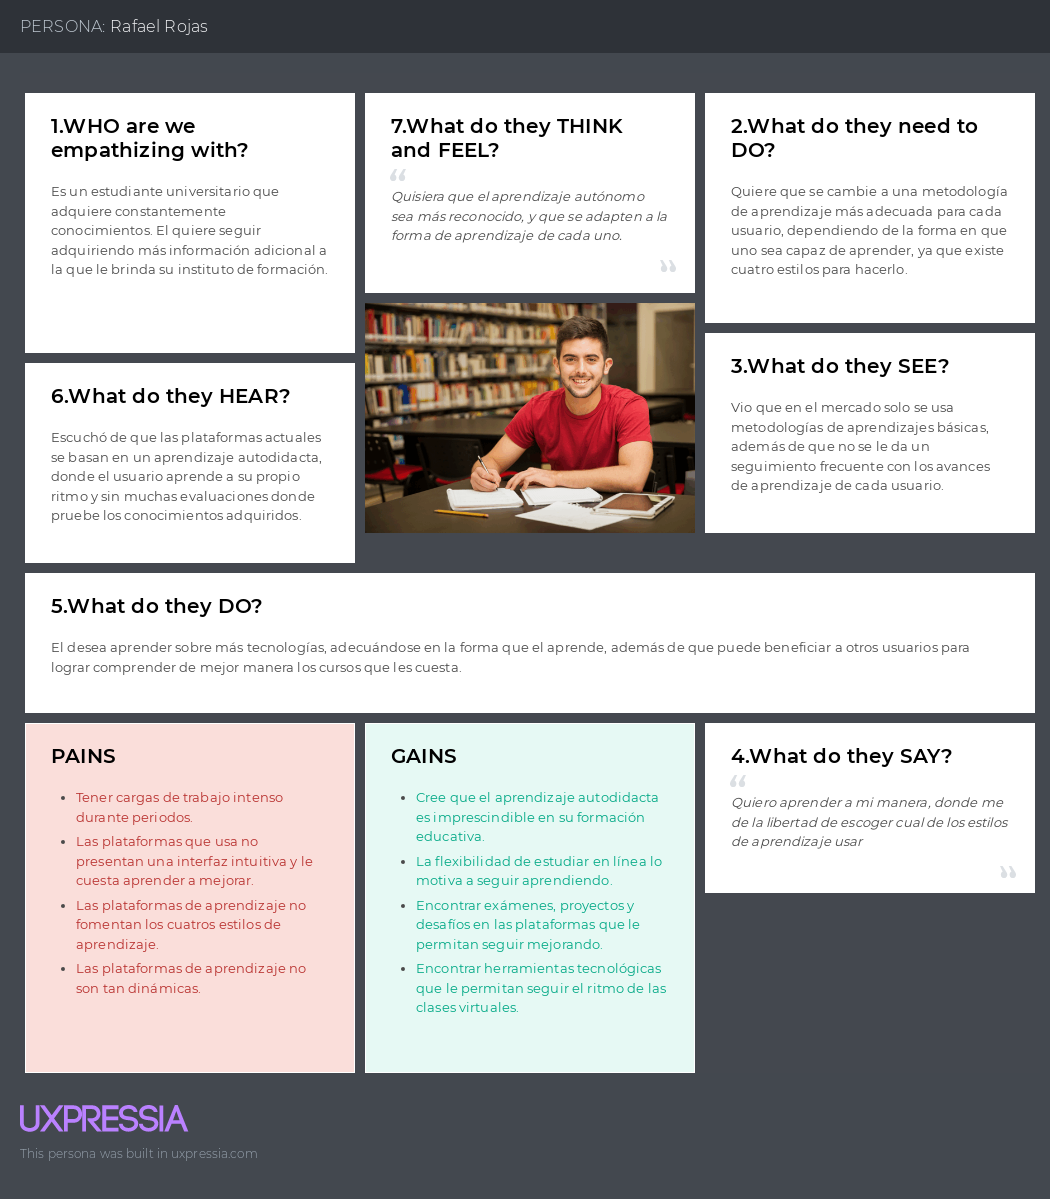 PERSONA: Rafael Rojas
1.WHO are we
empathizing with?
Es un estudiante universitario que
adquiere constantemente
conocimientos. El quiere seguir
adquiriendo más información adicional a
la que le brinda su instituto de formación.
7.What do they THINK
and FEEL?
“
Quisiera que el aprendizaje autónomo
sea más reconocido, y que se adapten a la
forma de aprendizaje de cada uno.
”
2.What do they need to
DO?
Quiere que se cambie a una metodología
de aprendizaje más adecuada para cada
usuario, dependiendo de la forma en que
uno sea capaz de aprender, ya que existe
cuatro estilos para hacerlo.
3.What do they SEE?
Vio que en el mercado solo se usa
metodologías de aprendizajes básicas,
además de que no se le da un
seguimiento frecuente con los avances
de aprendizaje de cada usuario.
6.What do they HEAR?
Escuchó de que las plataformas actuales
se basan en un aprendizaje autodidacta,
donde el usuario aprende a su propio
ritmo y sin muchas evaluaciones donde
pruebe los conocimientos adquiridos.
5.What do they DO?
El desea aprender sobre más tecnologías, adecuándose en la forma que el aprende, además de que puede beneficiar a otros usuarios para
lograr comprender de mejor manera los cursos que les cuesta.
PAINS
• Tener cargas de trabajo intenso
durante periodos.
• Las plataformas que usa no
presentan una interfaz intuitiva y le
cuesta aprender a mejorar.
• Las plataformas de aprendizaje no
fomentan los cuatros estilos de
aprendizaje.
• Las plataformas de aprendizaje no
son tan dinámicas.
GAINS
• Cree que el aprendizaje autodidacta
es imprescindible en su formación
educativa.
• La flexibilidad de estudiar en línea lo
motiva a seguir aprendiendo.
• Encontrar exámenes, proyectos y
desafíos en las plataformas que le
permitan seguir mejorando.
• Encontrar herramientas tecnológicas
que le permitan seguir el ritmo de las
clases virtuales.
4.What do they SAY?
“
Quiero aprender a mi manera, donde me
de la libertad de escoger cual de los estilos
de aprendizaje usar
”
UXPRESSIA
This persona was built in uxpressia.com